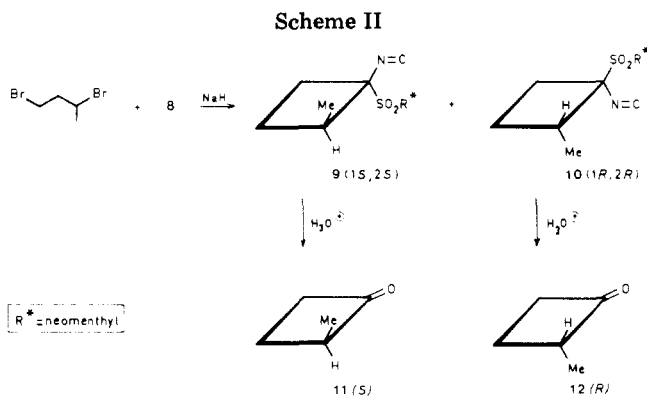 Scheme II
Br
Br
+ 8
NaH
N=C
Me
SO2R*
H
9 (1S,2S)
+
SO2R*
H
N=C
Me
10 (1R,2R)
H3O⊕
H2O⊕
R* = neomenthyl
O
Me
H
11 (S)
O
H
Me
12 (R)